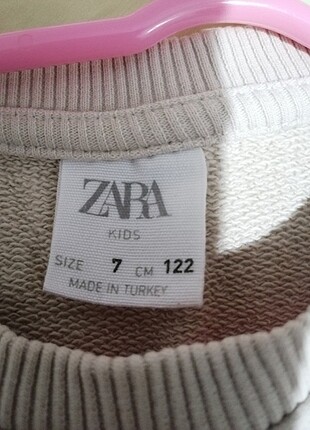 ZARA
KIDS
SIZE 7 CM 122
MADE IN TURKEY